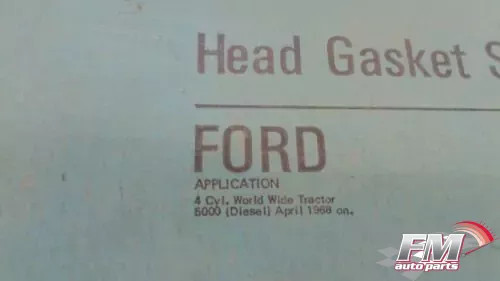 Head Gasket S
FORD
APPLICATION
4 Cyl. World Wide Tractor
5000 (Diesel) April 1968 on.
FM
auto parts